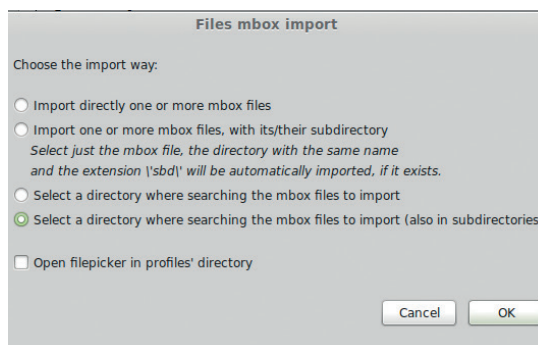 Files mbox import
Choose the import way:
Import directly one or more mbox files
Import one or more mbox files, with its/their subdirectory
Select just the mbox file, the directory with the same name
and the extension \'sbd\' will be automatically imported, if it exists.
Select a directory where searching the mbox files to import
Select a directory where searching the mbox files to import (also in subdirectories
Open filepicker in profiles' directory
Cancel
OK